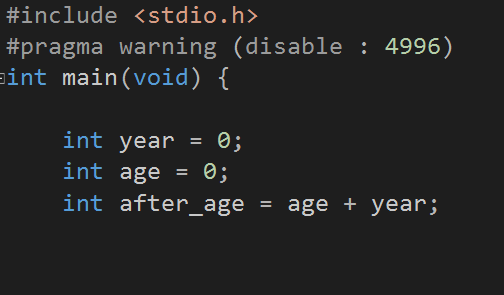 #include <stdio.h>
#pragma warning (disable : 4996)
int main(void) {
int year = 0;
int age = 0;
int after_age = age + year;